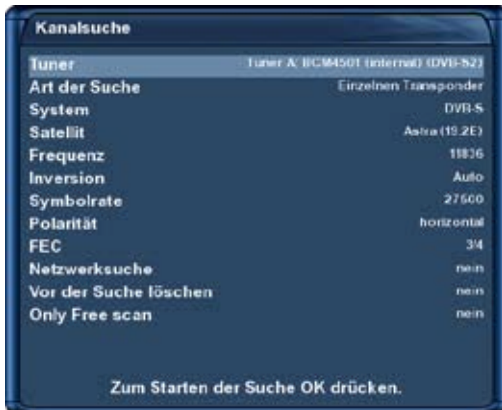 Kanalsuche
Tuner Tuner A: BCM4501 (internal) (DVB-S2)
Art der Suche Einzelnen Transponder
System DVB-S
Satellit Astra (19.2E)
Frequenz 11836
Inversion Auto
Symbolrate 27500
Polarität horizontal
FEC 3/4
Netzwerksuche nein
Vor der Suche löschen nein
Only Free scan nein
Zum Starten der Suche OK drücken.